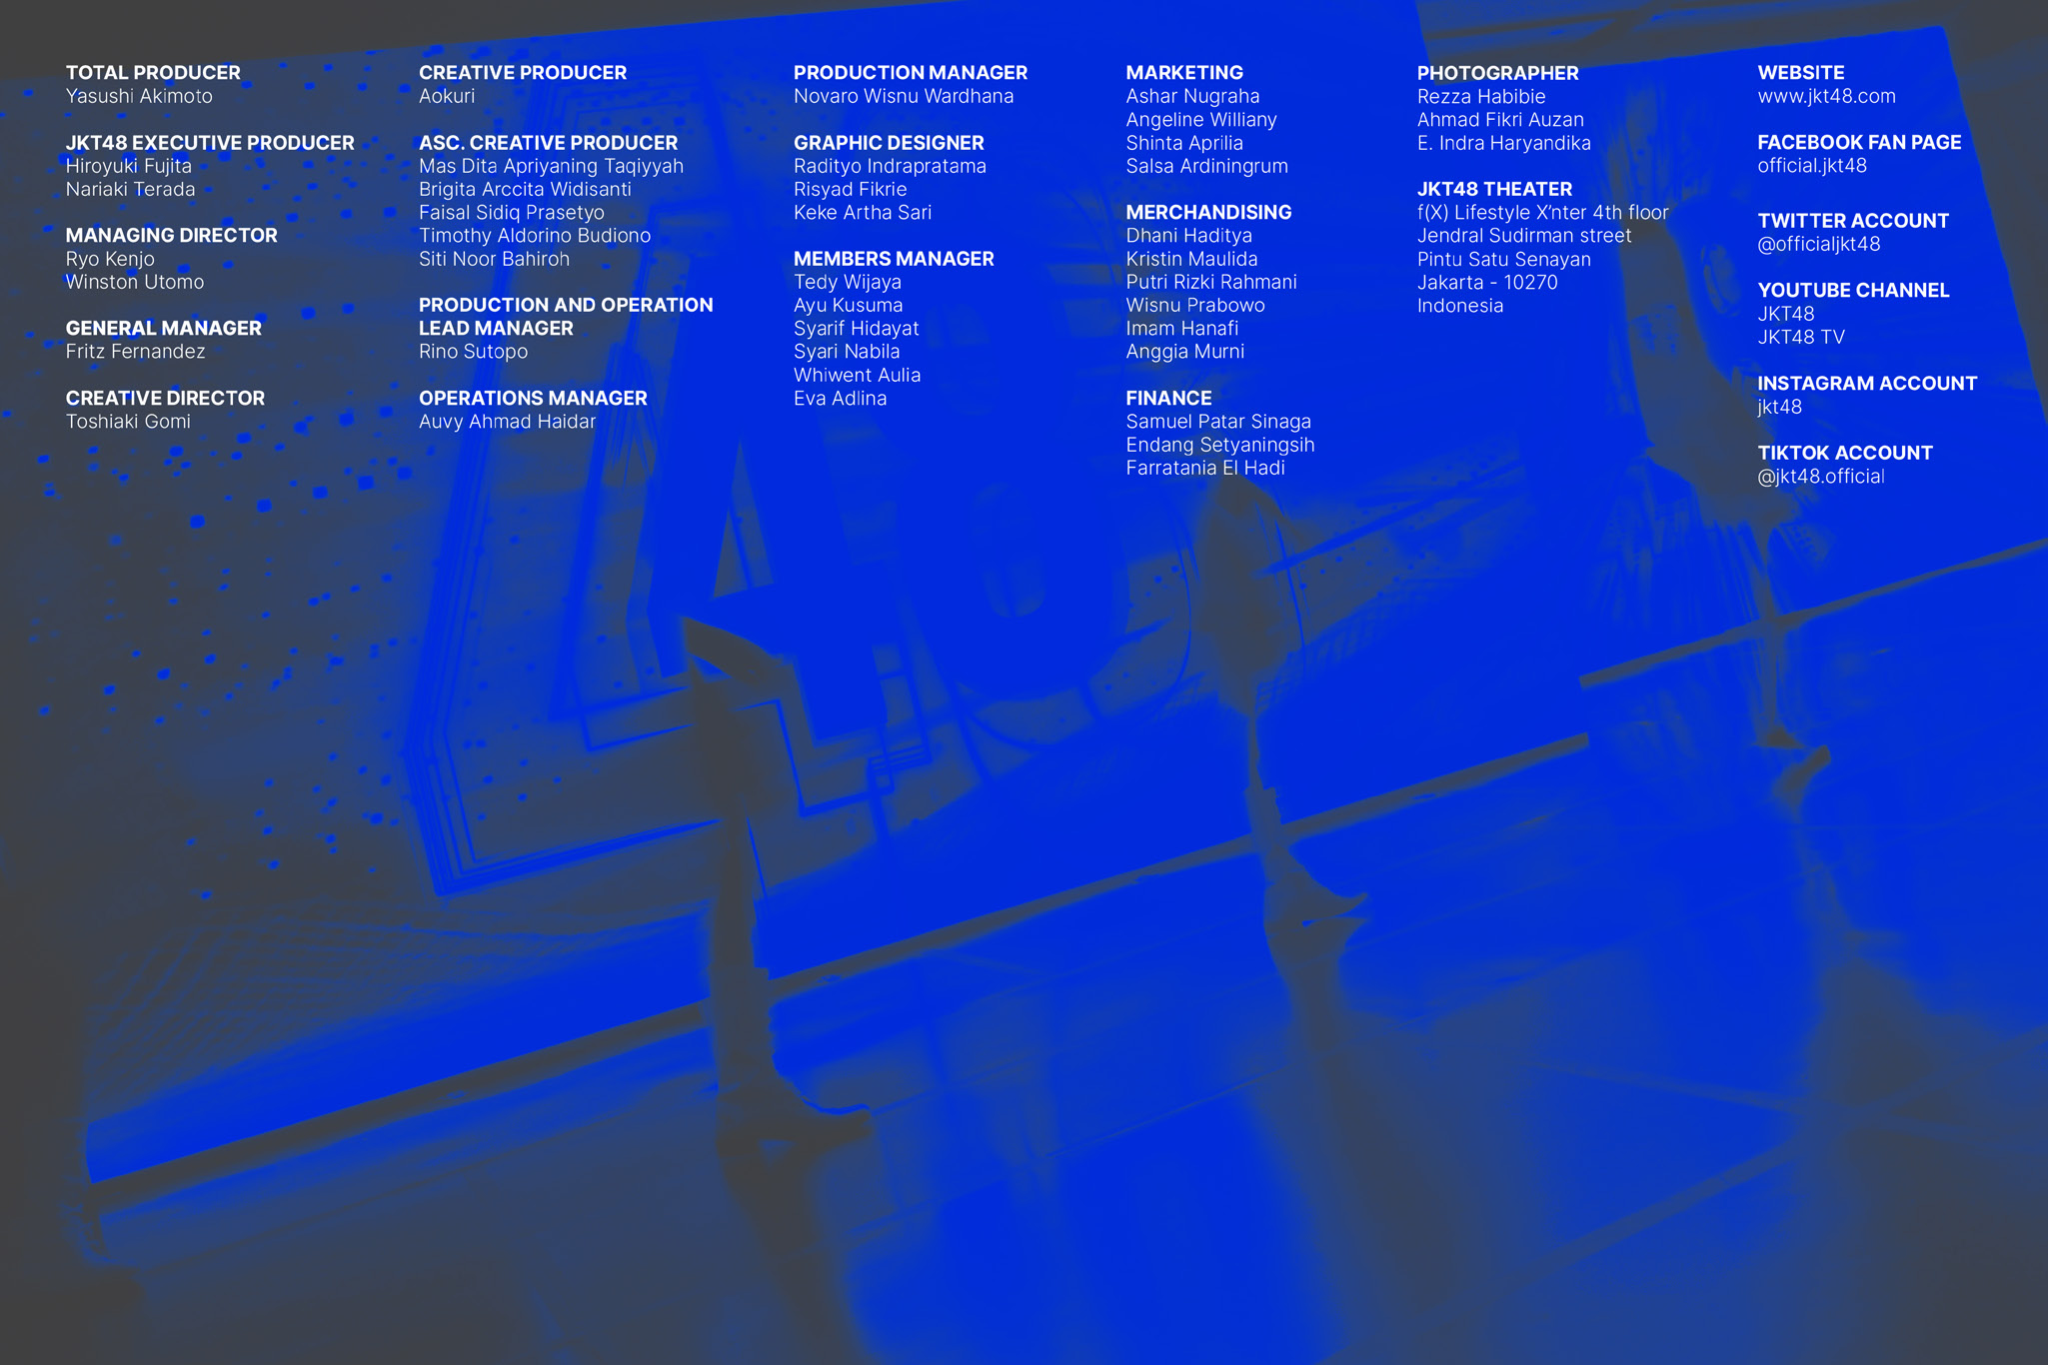 TOTAL PRODUCER
Yasushi Akimoto
JKT48 EXECUTIVE PRODUCER
Hiroyuki Fujita
Nariaki Terada
MANAGING DIRECTOR
Ryo Kenjo
Winston Utomo
GENERAL MANAGER
Fritz Fernandez
CREATIVE DIRECTOR
Toshiaki Gomi
CREATIVE PRODUCER
Aokuri
ASC. CREATIVE PRODUCER
Mas Dita Apriyaning Taqiyyah
Brigita Arccita Widisanti
Faisal Sidiq Prasetyo
Timothy Aldorino Budiono
Siti Noor Bahiroh
PRODUCTION AND OPERATION
LEAD MANAGER
Rino Sutopo
OPERATIONS MANAGER
Auvy Ahmad Haidar
PRODUCTION MANAGER
Novaro Wisnu Wardhana
GRAPHIC DESIGNER
Radityo Indrapratama
Risyad Fikrie
Keke Artha Sari
MEMBERS MANAGER
Tedy Wijaya
Ayu Kusuma
Syarif Hidayat
Syari Nabila
Whiwent Aulia
Eva Adlina
MARKETING
Ashar Nugraha
Angeline Williany
Shinta Aprilia
Salsa Ardiningrum
MERCHANDISING
Dhani Haditya
Kristin Maulida
Putri Rizki Rahmani
Wisnu Prabowo
Imam Hanafi
Anggia Murni
FINANCE
Samuel Patar Sinaga
Endang Setyaningsih
Farratania El Hadi
PHOTOGRAPHER
Rezza Habibie
Ahmad Fikri Auzan
E. Indra Haryandika
JKT48 THEATER
f(X) Lifestyle X'nter 4th floor
Jendral Sudirman street
Pintu Satu Senayan
Jakarta - 10270
Indonesia
WEBSITE
www.jkt48.com
FACEBOOK FAN PAGE
official.jkt48
TWITTER ACCOUNT
@officialjkt48
YOUTUBE CHANNEL
JKT48
JKT48 TV
INSTAGRAM ACCOUNT
jkt48
TIKTOK ACCOUNT
@jkt48.official